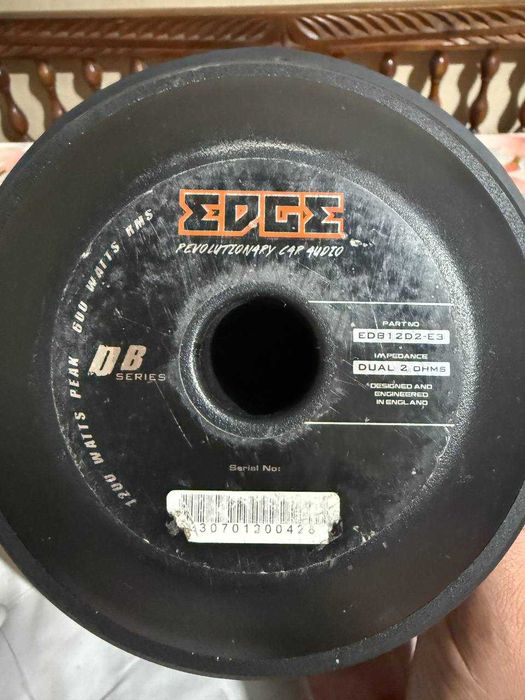 EDGE
REVOLUTIONARY CAR AUDIO
1200 WATTS PEAK 600 WATTS RMS
DB
SERIES
PART NO
EDB12D2-E3
IMPEDANCE
DUAL 2 OHMS
DESIGNED AND
ENGINEERED
IN ENGLAND
Serial No:
430701200428